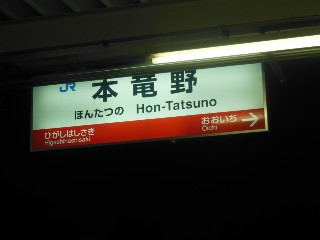 JR 本竜野
ほんたつの Hon-Tatsuno
ひがしはしさき おおいち
Higashihashisaki Ōichi